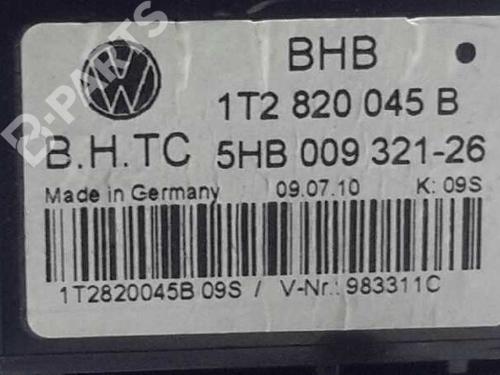 B-PARTS
BHB
1T2 820 045 B
B.H.TC 5HB 009 321-26
Made in Germany 09.07.10 K: 09S
1T2820045B 09S / V-Nr.: 983311C